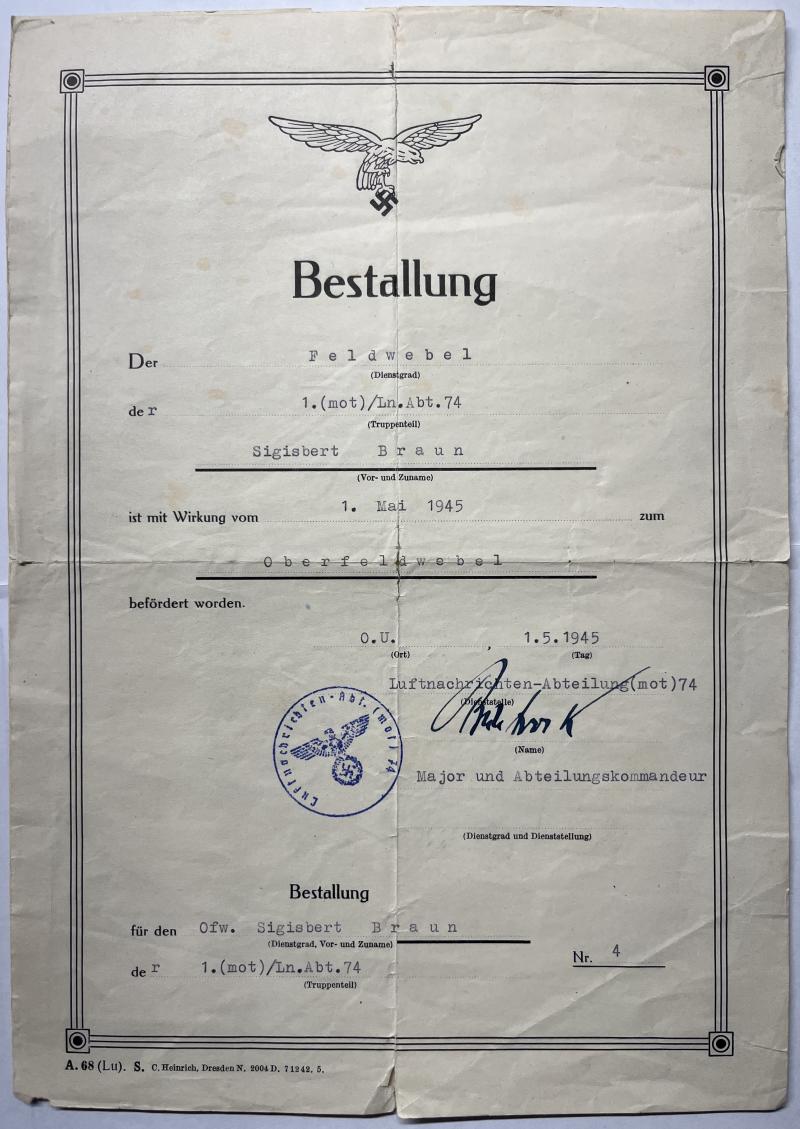 Bestallung
Der Feldwebel
(Dienstgrad)
der 1.(mot)/Ln.Abt.74
(Truppenteil)
Sigisbert Braun
(Vor- und Zuname)
ist mit Wirkung vom 1. Mai 1945 zum
Oberfeldwebel
befördert worden.
O.U. , 1.5.1945
(Ort) (Tag)
Luftnachrichten-Abteilung(mot)74
(Dienststelle)
(Name)
Luftnachrichten-Abt. (mot) 74
Major und Abteilungskommandeur
(Dienstgrad und Dienststellung)
Bestallung
für den Ofw. Sigisbert Braun
(Dienstgrad, Vor- und Zuname)
Nr. 4
der 1.(mot)/Ln.Abt.74
(Truppenteil)
A. 68 (Lu). S. C. Heinrich, Dresden N. 2004 D. 71242. 5.